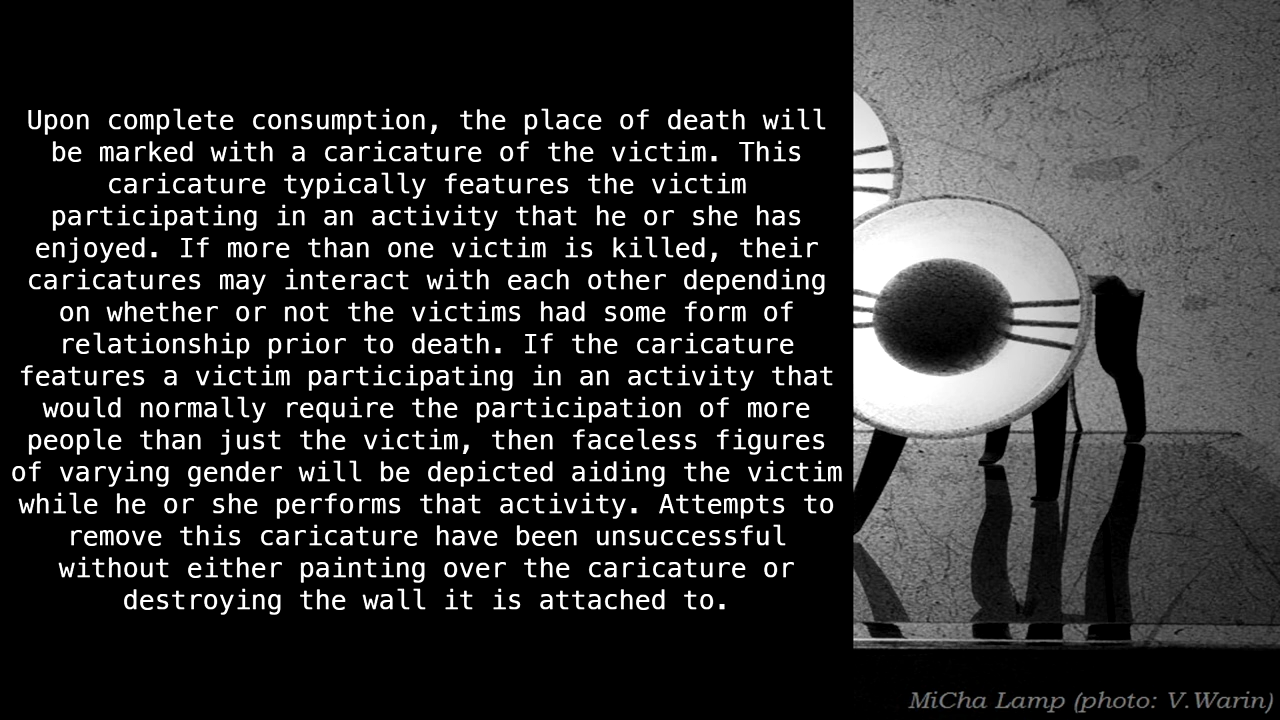 Upon complete consumption, the place of death will
be marked with a caricature of the victim. This
caricature typically features the victim
participating in an activity that he or she has
enjoyed. If more than one victim is killed, their
caricatures may interact with each other depending
on whether or not the victims had some form of
relationship prior to death. If the caricature
features a victim participating in an activity that
would normally require the participation of more
people than just the victim, then faceless figures
of varying gender will be depicted aiding the victim
while he or she performs that activity. Attempts to
remove this caricature have been unsuccessful
without either painting over the caricature or
destroying the wall it is attached to.
MiCha Lamp (photo: V.Warin)